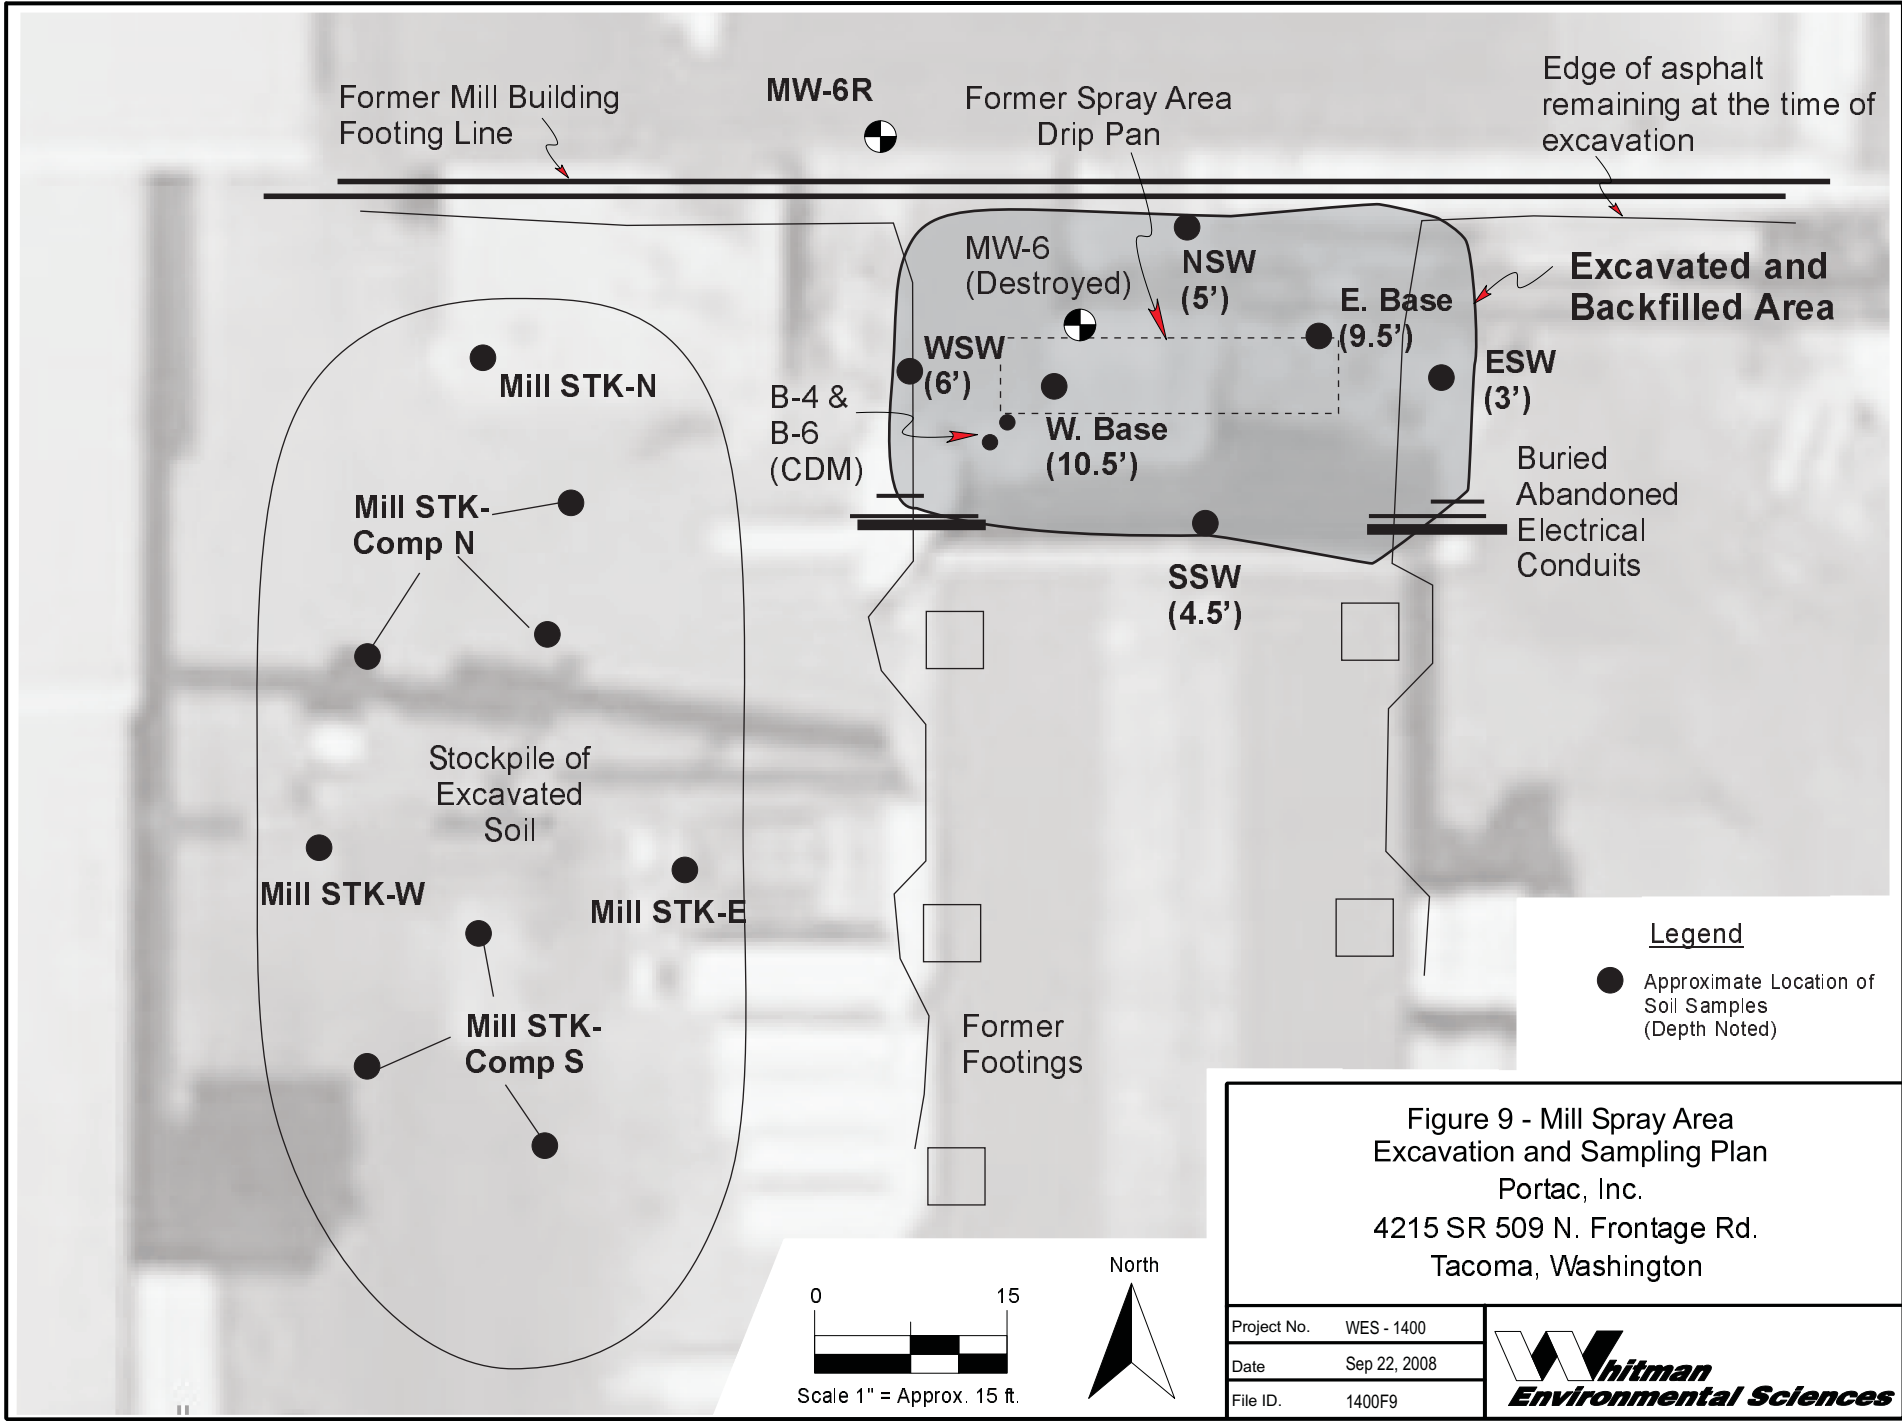 Former Mill Building
Footing Line
MW-6R
Former Spray Area
Drip Pan
Edge of asphalt
remaining at the time of
excavation
MW-6
(Destroyed)
NSW
(5’)
E. Base
(9.5’)
Excavated and
Backfilled Area
WSW
(6’)
ESW
(3’)
Mill STK-N
B-4 &
B-6
(CDM)
W. Base
(10.5’)
Buried
Abandoned
Electrical
Conduits
Mill STK-
Comp N
SSW
(4.5’)
Stockpile of
Excavated
Soil
Mill STK-W
Mill STK-E
Mill STK-
Comp S
Former
Footings
Legend
Approximate Location of
Soil Samples
(Depth Noted)
Figure 9 - Mill Spray Area
Excavation and Sampling Plan
Portac, Inc.
4215 SR 509 N. Frontage Rd.
Tacoma, Washington
North
0 15
Scale 1" = Approx. 15 ft.
Project No. WES - 1400
Date Sep 22, 2008
File ID. 1400F9
Whitman
Environmental Sciences